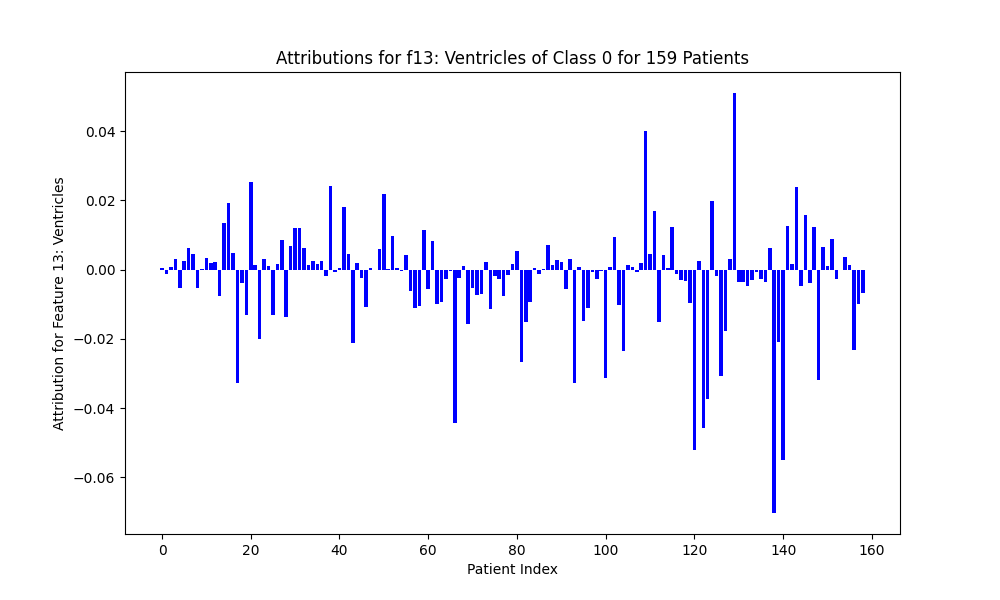 Attributions for f13: Ventricles of Class 0 for 159 Patients
Attribution for Feature 13: Ventricles
0.04
0.02
0.00
−0.02
−0.04
−0.06
0 20 40 60 80 100 120 140 160
Patient Index